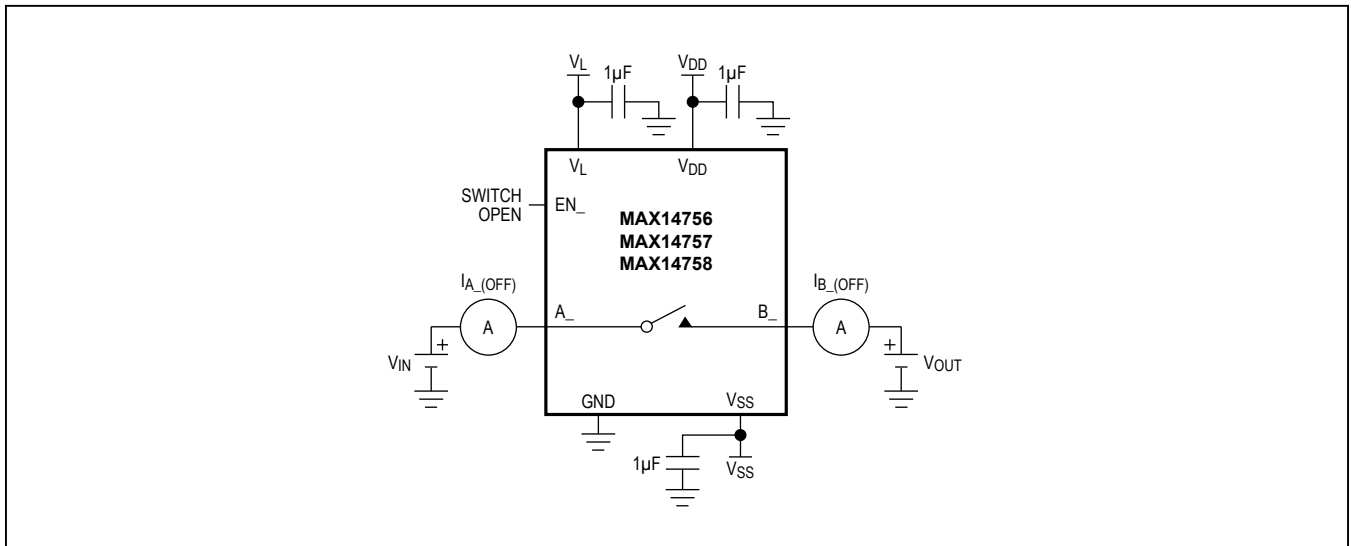 VL
1µF
VDD
1µF
VL
VDD
SWITCH
OPEN
EN_
MAX14756
MAX14757
MAX14758
IA_(OFF)
IB_(OFF)
A
A_
B_
A
+
VIN
+
VOUT
GND
VSS
1µF
VSS